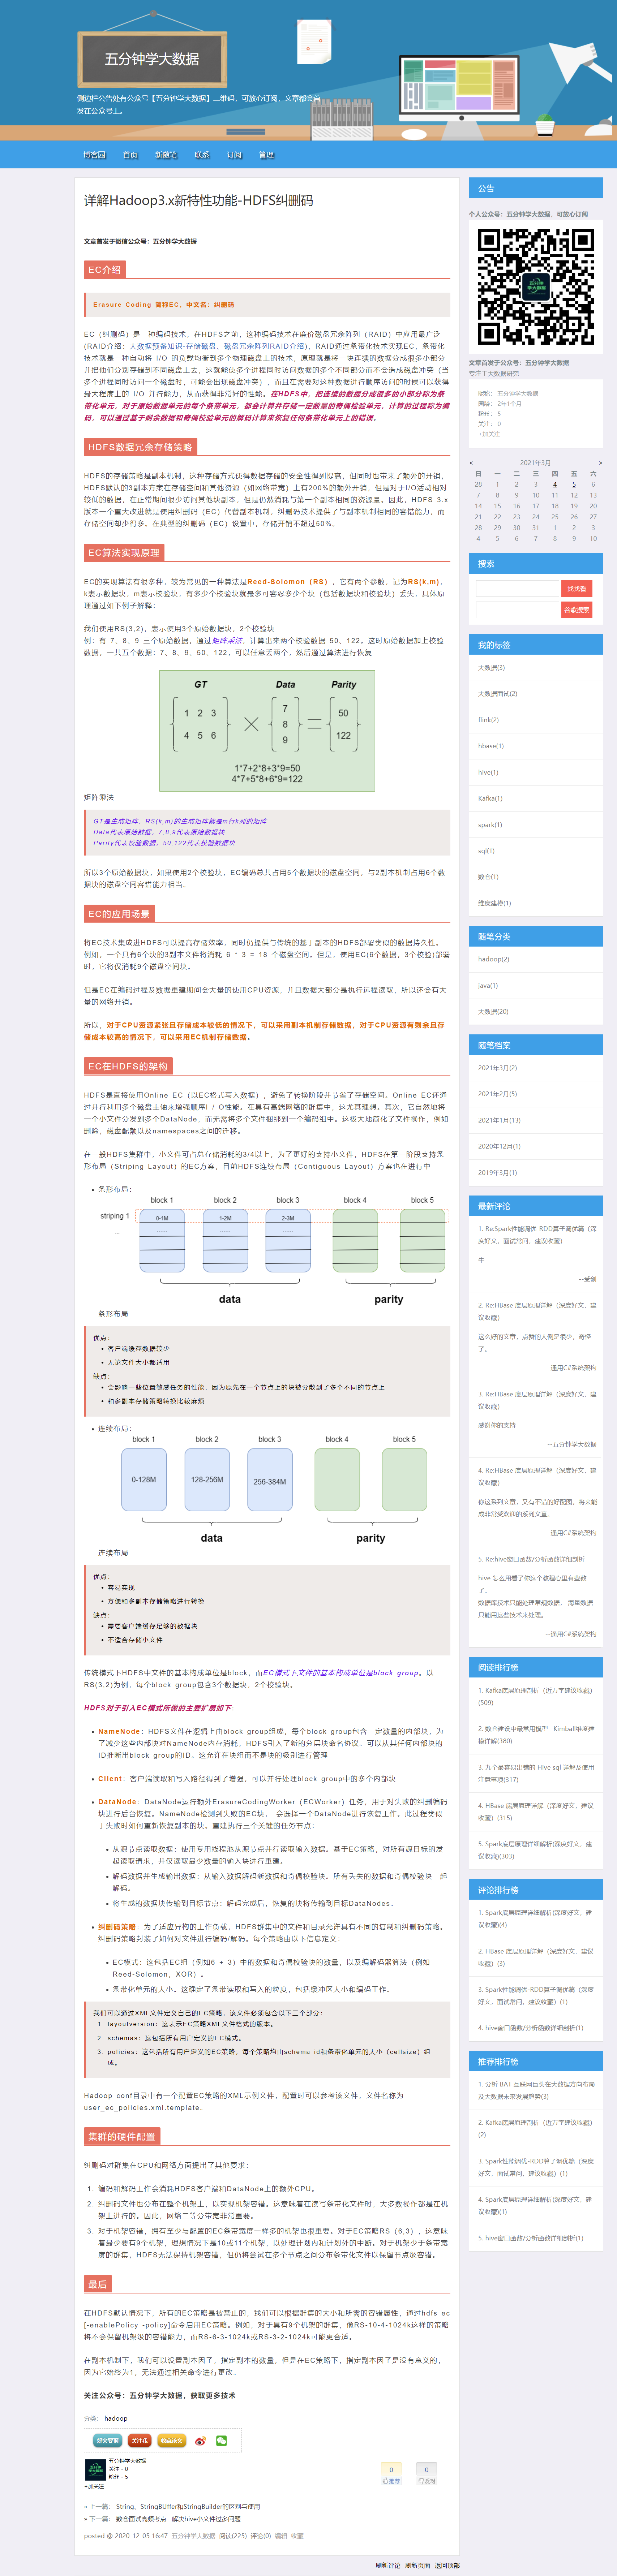 五分钟学大数据
侧边栏公告处有公众号【五分钟学大数据】二维码，可放心订阅，文章都会首
发在公众号上。
博客园 首页 新随笔 联系 订阅 管理
详解Hadoop3.x新特性功能-HDFS纠删码
文章首发于微信公众号：五分钟学大数据
EC介绍
Erasure Coding 简称EC，中文名：纠删码
EC（纠删码）是一种编码技术，在HDFS之前，这种编码技术在廉价磁盘冗余阵列（RAID）中应用最广泛
(RAID介绍：大数据预备知识-存储磁盘、磁盘冗余阵列RAID介绍)，RAID通过条带化技术实现EC，条带化技
术就是一种自动将 I/O 的负载均衡到多个物理磁盘上的技术，原理就是将一块连续的数据分成很多小部分
并把他们分别存储到不同磁盘上去，这就能使多个进程同时访问数据的多个不同部分而不会造成磁盘冲突（当
多个进程同时访问一个磁盘时，可能会出现磁盘冲突），而且在需要对这种数据进行顺序访问的时候可以获得
最大程度上的 I/O 并行能力，从而获得非常好的性能。在HDFS中，把连续的数据分成很多的小部分称为条
带化单元，对于原始数据单元的每个条带单元，都会计算并存储一定数量的奇偶检验单元，计算的过程称为编
码，可以通过基于剩余数据和奇偶校验单元的解码计算来恢复任何条带化单元上的错误。
HDFS数据冗余存储策略
HDFS的存储策略是副本机制，这种存储方式使得数据存储的安全性得到提高，但同时也带来了额外的开销，
HDFS默认的3副本方案在存储空间和其他资源（如网络带宽）上有200%的额外开销，但是对于I/O活动相对
较低的数据，在正常期间很少访问其他块副本，但是仍然消耗与第一个副本相同的资源量。因此，HDFS 3.x
版本一个重大改进就是使用纠删码（EC）代替副本机制，纠删码技术提供了与副本机制相同的容错能力，而
存储空间却少得多。在典型的纠删码（EC）设置中，存储开销不超过50%。
EC算法实现原理
EC的实现算法有很多种，较为常见的一种算法是Reed-Solomon（RS），它有两个参数，记为RS(k,m)，
k表示数据块，m表示校验块，有多少个校验块就最多可容忍多少个块（包括数据块和校验块）丢失，具体原
理通过如下例子解释：
我们使用RS(3,2)，表示使用3个原始数据块，2个校验块
例：有 7、8、9 三个原始数据，通过矩阵乘法，计算出来两个校验数据 50、122。这时原始数据加上校验
数据，一共五个数据：7、8、9、50、122，可以任意丢两个，然后通过算法进行恢复
GT Data Parity
1 2 3
4 5 6
7
8
9
50
122
1*7+2*8+3*9=50
4*7+5*8+6*9=122
矩阵乘法
GT是生成矩阵，RS(k,m)的生成矩阵就是m行k列的矩阵
Data代表原始数据，7,8,9代表原始数据块
Parity代表校验数据，50,122代表校验数据块
所以3个原始数据块，如果使用2个校验块，EC编码总共占用5个数据块的磁盘空间，与2副本机制占用6个数
据块的磁盘空间容错能力相当。
EC的应用场景
将EC技术集成进HDFS可以提高存储效率，同时仍提供与传统的基于副本的HDFS部署类似的数据持久性。
例如，一个具有6个块的3副本文件将消耗 6 * 3 = 18 个磁盘空间。但是，使用EC(6个数据，3个校验)部署
时，它将仅消耗9个磁盘空间块。
但是EC在编码过程及数据重建期间会大量的使用CPU资源，并且数据大部分是执行远程读取，所以还会有大
量的网络开销。
所以，对于CPU资源紧张且存储成本较低的情况下，可以采用副本机制存储数据，对于CPU资源有剩余且存
储成本较高的情况下，可以采用EC机制存储数据。
EC在HDFS的架构
HDFS是直接使用Online EC（以EC格式写入数据），避免了转换阶段并节省了存储空间。Online EC还通
过并行利用多个磁盘主轴来增强顺序I / O性能。在具有高端网络的群集中，这尤其理想。其次，它自然地将
一个小文件分发到多个DataNode，而无需将多个文件捆绑到一个编码组中。这极大地简化了文件操作，例如
删除，磁盘配额以及namespaces之间的迁移。
在一般HDFS集群中，小文件可占总存储消耗的3/4以上，为了更好的支持小文件，HDFS在第一阶段支持条
形布局（Striping Layout）的EC方案，目前HDFS连续布局（Contiguous Layout）方案也在进行中
条形布局：
block 1 block 2 block 3 block 4 block 5
striping 1 0-1M 1-2M 2-3M
data parity
条形布局
优点：
客户端缓存数据较少
无论文件大小都适用
缺点：
会影响一些位置敏感任务的性能，因为原先在一个节点上的块被分散到了多个不同的节点上
和多副本存储策略转换比较麻烦
连续布局：
block 1 block 2 block 3 block 4 block 5
0-128M 128-256M 256-384M
data parity
连续布局
优点：
容易实现
方便和多副本存储策略进行转换
缺点：
需要客户端缓存足够的数据块
不适合存储小文件
传统模式下HDFS中文件的基本构成单位是block，而EC模式下文件的基本构成单位是block group。以
RS(3,2)为例，每个block group包含3个数据块，2个校验块。
HDFS对于引入EC模式所做的主要扩展如下：
NameNode：HDFS文件在逻辑上由block group组成，每个block group包含一定数量的内部块，为
了减少这些内部块对NameNode内存消耗，HDFS引入了新的分层块命名协议。可以从其任何内部块的
ID推断出block group的ID。这允许在块组而不是块的级别进行管理
Client：客户端读取和写入路径得到了增强，可以并行处理block group中的多个内部块
DataNode：DataNode运行额外ErasureCodingWorker（ECWorker）任务，用于对失败的纠删编码
块进行后台恢复。NameNode检测到失败的EC块， 会选择一个DataNode进行恢复工作。此过程类似
于失败时如何重新恢复副本的块。重建执行三个关键的任务节点：
从源节点读取数据：使用专用线程池从源节点并行读取输入数据。基于EC策略，对所有源目标的发
起读取请求，并仅读取最少数量的输入块进行重建。
解码数据并生成输出数据：从输入数据解码新数据和奇偶校验块。所有丢失的数据和奇偶校验块一起
解码。
将生成的数据块传输到目标节点：解码完成后，恢复的块将传输到目标DataNodes。
纠删码策略：为了适应异构的工作负载，HDFS群集中的文件和目录允许具有不同的复制和纠删码策略。
纠删码策略封装了如何对文件进行编码/解码。每个策略由以下信息定义：
EC模式：这包括EC组（例如6 + 3）中的数据和奇偶校验块的数量，以及编解码器算法（例如
Reed-Solomon，XOR）。
条带化单元的大小。这确定了条带读取和写入的粒度，包括缓冲区大小和编码工作。
我们可以通过XML文件定义自己的EC策略，该文件必须包含以下三个部分：
1. layoutversion：这表示EC策略XML文件格式的版本。
2. schemas：这包括所有用户定义的EC模式。
3. policies：这包括所有用户定义的EC策略，每个策略均由schema id和条带化单元的大小（cellsize）组
成。
Hadoop conf目录中有一个配置EC策略的XML示例文件，配置时可以参考该文件，文件名称为
user_ec_policies.xml.template。
集群的硬件配置
纠删码对群集在CPU和网络方面提出了其他要求：
1. 编码和解码工作会消耗HDFS客户端和DataNode上的额外CPU。
2. 纠删码文件也分布在整个机架上，以实现机架容错。这意味着在读写条带化文件时，大多数操作都是在机
架上进行的。因此，网络二等分带宽非常重要。
3. 对于机架容错，拥有至少与配置的EC条带宽度一样多的机架也很重要。对于EC策略RS（6,3），这意味
着最少要有9个机架，理想情况下是10或11个机架，以处理计划内和计划外的中断。对于机架少于条带宽
度的群集，HDFS无法保持机架容错，但仍将尝试在多个节点之间分布条带化文件以保留节点级容错。
最后
在HDFS默认情况下，所有的EC策略是被禁止的，我们可以根据群集的大小和所需的容错属性，通过hdfs ec
[-enablePolicy -policy]命令启用EC策略。例如，对于具有9个机架的群集，像RS-10-4-1024k这样的策略
将不会保留机架级的容错能力，而RS-6-3-1024k或RS-3-2-1024k可能更合适。
在副本机制下，我们可以设置副本因子，指定副本的数量，但是在EC策略下，指定副本因子是没有意义的，
因为它始终为1，无法通过相关命令进行更改。
关注公众号：五分钟学大数据，获取更多技术
分类： hadoop
好文要顶 关注我 收藏该文
五分钟学大数据
关注 - 0
粉丝 - 5
+加关注
0 推荐
0 反对
« 上一篇： String、StringBUffer和StringBuilder的区别与使用
» 下一篇： 数仓面试高频考点--解决hive小文件过多问题
posted @ 2020-12-05 16:47 五分钟学大数据 阅读(225) 评论(0) 编辑 收藏
刷新评论 刷新页面 返回顶部
公告
个人公众号：五分钟学大数据，可放心订阅
文章首发于公众号：五分钟学大数据
专注于大数据研究
昵称： 五分钟学大数据
园龄： 2年1个月
粉丝： 5
关注： 0
+加关注
< 2021年3月 >
日 一 二 三 四 五 六
28 1 2 3 4 5 6
7 8 9 10 11 12 13
14 15 16 17 18 19 20
21 22 23 24 25 26 27
28 29 30 31 1 2 3
4 5 6 7 8 9 10
搜索
找找看
谷歌搜索
我的标签
大数据(3)
大数据面试(2)
flink(2)
hbase(1)
hive(1)
Kafka(1)
spark(1)
sql(1)
数仓(1)
维度建模(1)
随笔分类
hadoop(2)
java(1)
大数据(20)
随笔档案
2021年3月(2)
2021年2月(5)
2021年1月(13)
2020年12月(1)
2019年3月(1)
最新评论
1. Re:Spark性能调优-RDD算子调优篇（深
度好文，面试常问，建议收藏）
牛
--受剑
2. Re:HBase 底层原理详解（深度好文，建
议收藏）
这么好的文章，点赞的人倒是很少，奇怪
了。
--通用C#系统架构
3. Re:HBase 底层原理详解（深度好文，建
议收藏）
感谢你的支持
--五分钟学大数据
4. Re:HBase 底层原理详解（深度好文，建
议收藏）
你这系列文章，又有不错的好配图，将来能
成非常受欢迎的系列文章。
--通用C#系统架构
5. Re:hive窗口函数/分析函数详细剖析
hive 怎么用看了你这个教程心里有些数
了。
数据库技术只能处理常规数据， 海量数据
只能用这些技术来处理。
--通用C#系统架构
阅读排行榜
1. Kafka底层原理剖析（近万字建议收藏）
(509)
2. 数仓建设中最常用模型--Kimball维度建
模详解(380)
3. 九个最容易出错的 Hive sql 详解及使用
注意事项(317)
4. HBase 底层原理详解（深度好文，建议
收藏）(315)
5. Spark底层原理详细解析(深度好文，建
议收藏)(303)
评论排行榜
1. Spark底层原理详细解析(深度好文，建
议收藏)(4)
2. HBase 底层原理详解（深度好文，建议
收藏）(3)
3. Spark性能调优-RDD算子调优篇（深度
好文，面试常问，建议收藏）(1)
4. hive窗口函数/分析函数详细剖析(1)
推荐排行榜
1. 分析 BAT 互联网巨头在大数据方向布局
及大数据未来发展趋势(3)
2. Kafka底层原理剖析（近万字建议收藏）
(2)
3. Spark性能调优-RDD算子调优篇（深度
好文，面试常问，建议收藏）(1)
4. Spark底层原理详细解析(深度好文，建
议收藏)(1)
5. hive窗口函数/分析函数详细剖析(1)